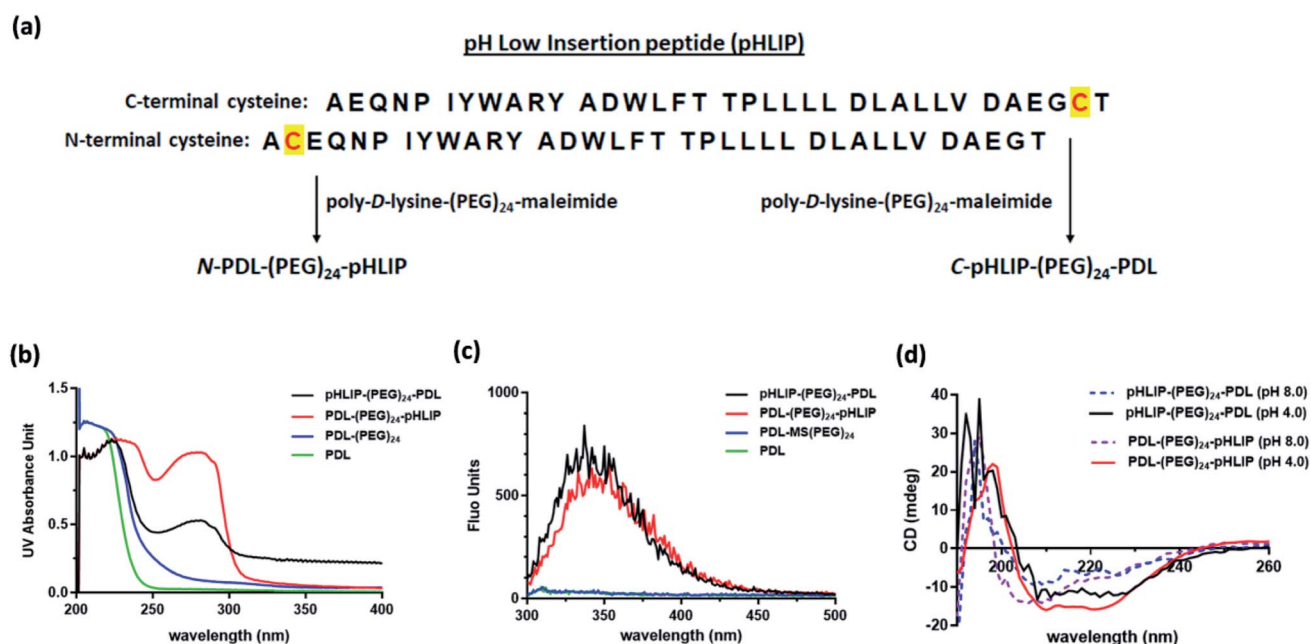 (a)
pH Low Insertion peptide (pHLIP)
C-terminal cysteine: AEQNP IYWARY ADWLFT TPLLLL DLALLV DAEGCT
N-terminal cysteine: ACEQNP IYWARY ADWLFT TPLLLL DLALLV DAEGT
poly-D-lysine-(PEG)24-maleimide poly-D-lysine-(PEG)24-maleimide
N-PDL-(PEG)24-pHLIP C-pHLIP-(PEG)24-PDL
(b)
UV Absorbance Unit
1.5
1.0
0.5
0.0
200 250 300 350 400
wavelength (nm)
pHLIP-(PEG)24-PDL
PDL-(PEG)24-pHLIP
PDL-(PEG)24
PDL
(c)
Fluo Units
1000
500
0
300 350 400 450 500
wavelength (nm)
pHLIP-(PEG)24-PDL
PDL-(PEG)24-pHLIP
PDL-MS(PEG)24
PDL
(d)
CD (mdeg)
40
30
20
10
0
-10
-20
200 220 240 260
wavelength (nm)
pHLIP-(PEG)24-PDL (pH 8.0)
pHLIP-(PEG)24-PDL (pH 4.0)
PDL-(PEG)24-pHLIP (pH 8.0)
PDL-(PEG)24-pHLIP (pH 4.0)